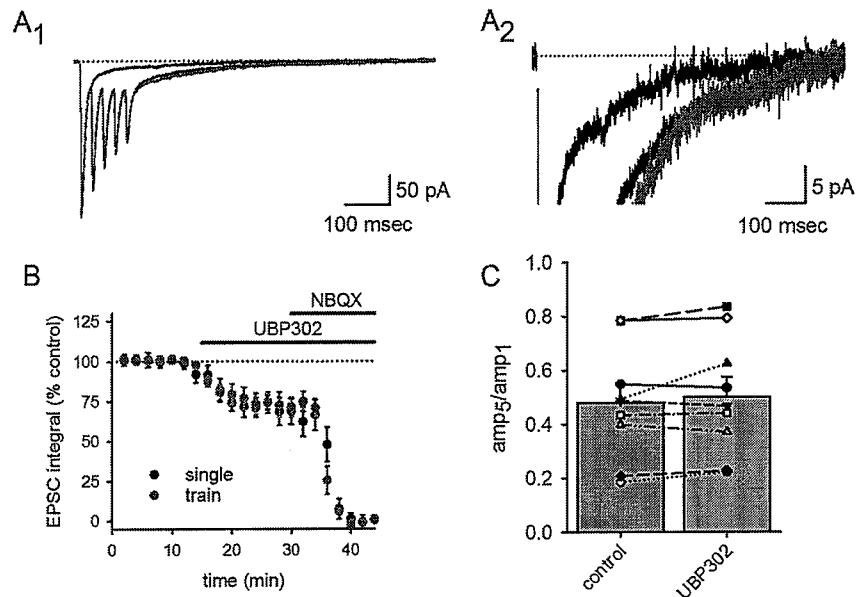 A1
A2
50 pA
100 msec
5 pA
100 msec
B
NBQX
UBP302
EPSC integral (% control)
125
100
75
50
25
0
single
train
0
10
20
30
40
time (min)
C
amp5/amp1
1.0
0.8
0.6
0.4
0.2
0.0
control
UBP302